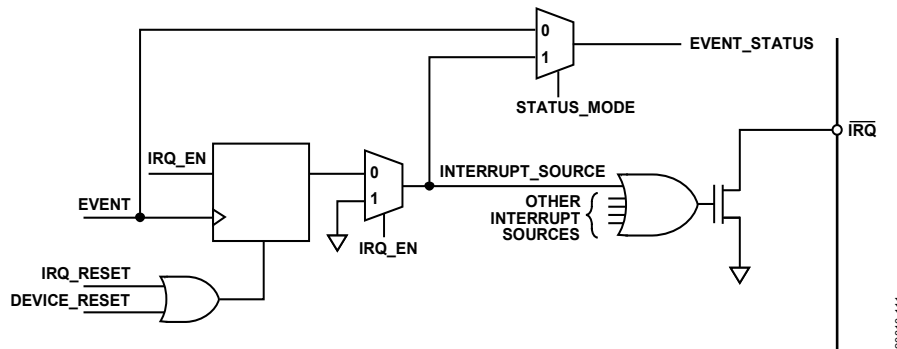 0
1
EVENT_STATUS
STATUS_MODE
IRQ
IRQ_EN
0
1
INTERRUPT_SOURCE
EVENT
OTHER
INTERRUPT
SOURCES
IRQ_EN
IRQ_RESET
DEVICE_RESET